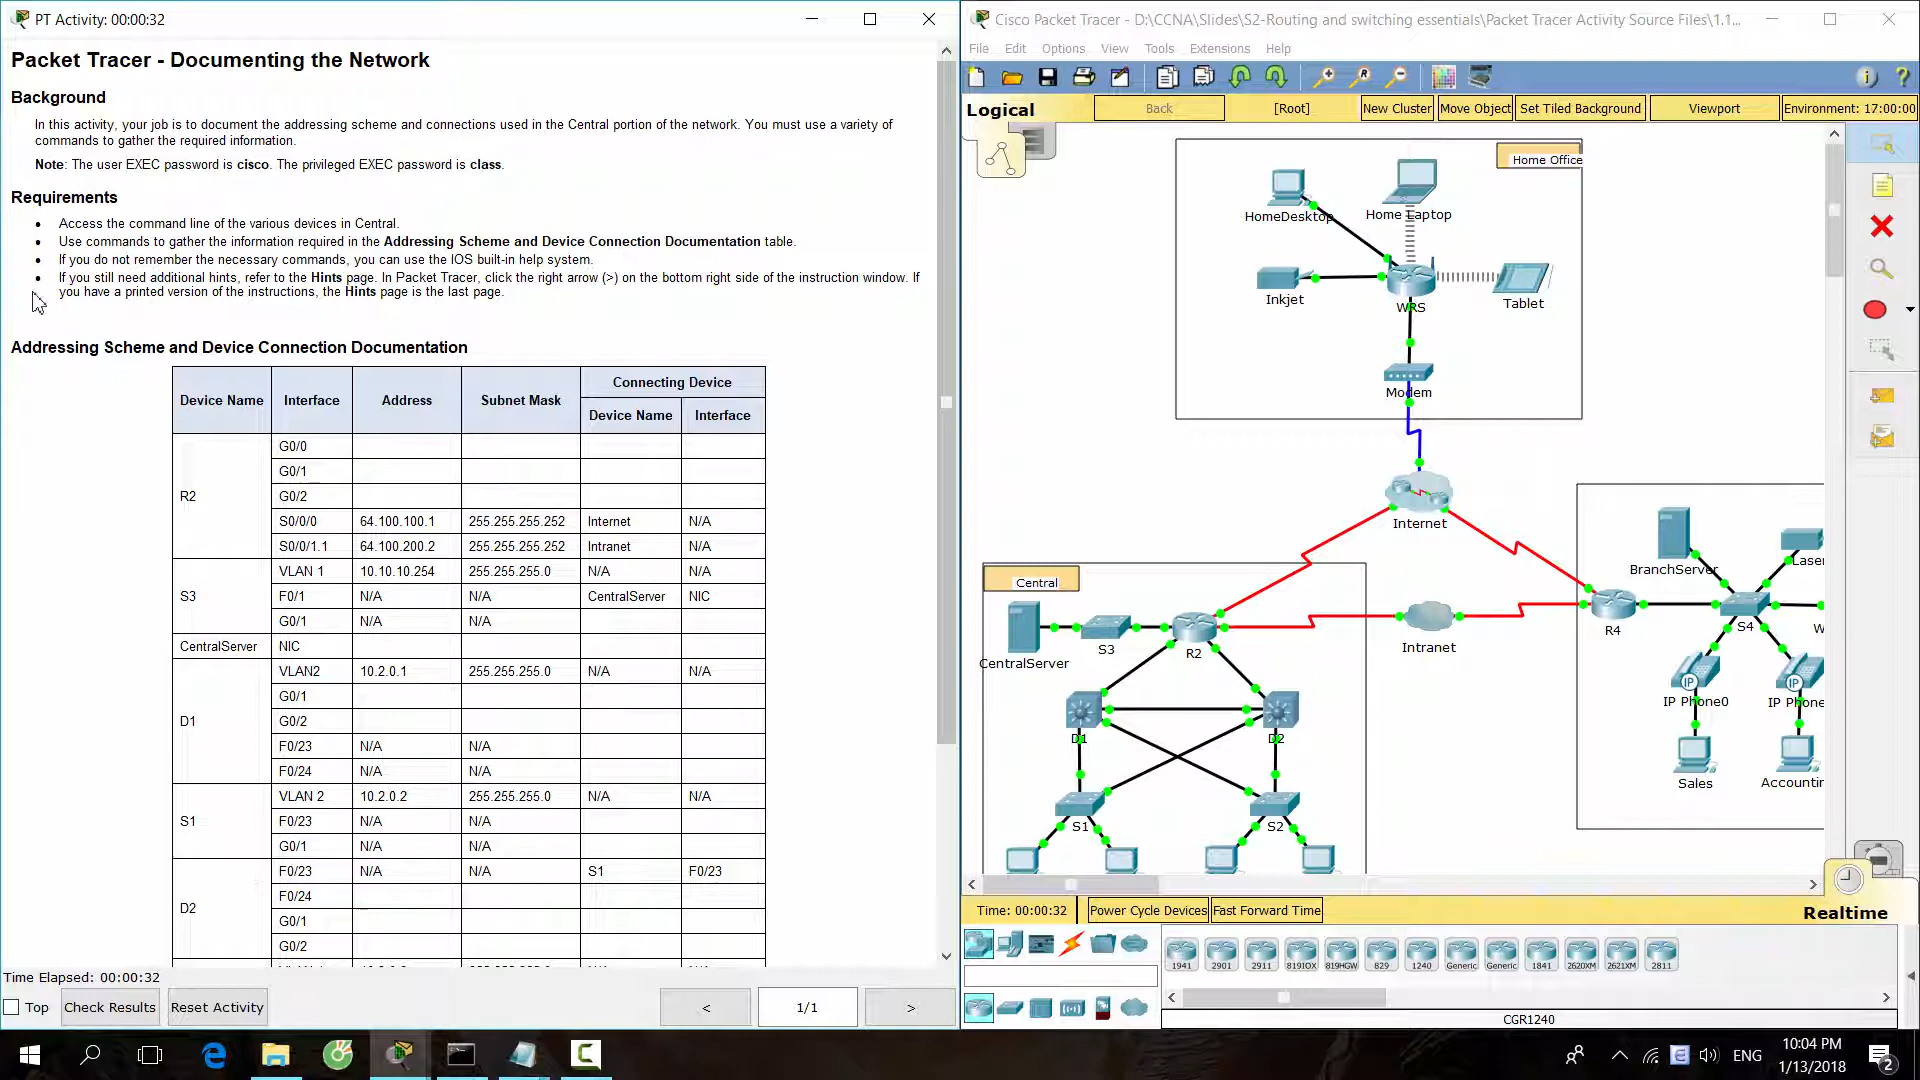 PT Activity: 00:00:32
Packet Tracer - Documenting the Network
Background
In this activity, your job is to document the addressing scheme and connections used in the Central portion of the network. You must use a variety of
commands to gather the required information.
Note: The user EXEC password is cisco. The privileged EXEC password is class.
Requirements
Access the command line of the various devices in Central.
Use commands to gather the information required in the Addressing Scheme and Device Connection Documentation table.
If you do not remember the necessary commands, you can use the IOS built-in help system.
If you still need additional hints, refer to the Hints page. In Packet Tracer, click the right arrow (>) on the bottom right side of the instruction window. If
you have a printed version of the instructions, the Hints page is the last page.
Addressing Scheme and Device Connection Documentation
Device Name Interface Address Subnet Mask Connecting Device
Device Name Interface
R2
G0/0
G0/1
G0/2
S0/0/0 64.100.100.1 255.255.255.252 Internet N/A
S0/0/1.1 64.100.200.2 255.255.255.252 Intranet N/A
S3
VLAN 1 10.10.10.254 255.255.255.0 N/A N/A
F0/1 N/A N/A CentralServer NIC
G0/1 N/A N/A
CentralServer NIC
D1
VLAN2 10.2.0.1 255.255.255.0 N/A N/A
G0/1
G0/2
F0/23 N/A N/A
F0/24 N/A N/A
S1
VLAN 2 10.2.0.2 255.255.255.0 N/A N/A
F0/23 N/A N/A
G0/1 N/A N/A
D2
F0/23 N/A N/A S1 F0/23
F0/24
G0/1
G0/2
Time Elapsed: 00:00:32
Top Check Results Reset Activity < 1/1 >
Cisco Packet Tracer - D:\CCNA\Slides\S2-Routing and switching essentials\Packet Tracer Activity Source Files\1.1...
File Edit Options View Tools Extensions Help
Logical Back [Root] New Cluster Move Object Set Tiled Background Viewport Environment: 17:00:00
Home Office
HomeDesktop
Home Laptop
Inkjet
WRS
Tablet
Modem
Internet
Central
CentralServer
S3
R2
Intranet
R4
BranchServer
Laser
S4
W
IP Phone0
IP Phone
IP
IP
Sales
Accountin
D1
D2
S1
S2
Time: 00:00:32 Power Cycle Devices Fast Forward Time
Realtime
1941 2901 2911 819IOX 819HGW 829 1240 Generic Generic 1841 2620XM 2621XM 2811
CGR1240
ENG
10:04 PM
1/13/2018
2